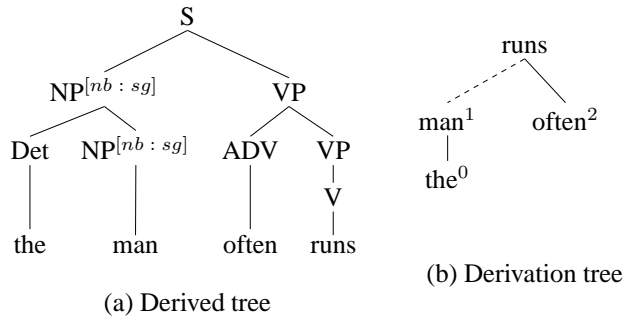 S
NP[nb : sg] VP
Det NP[nb : sg] ADV VP
V
the man often runs
(a) Derived tree
runs
man1 often2
the0
(b) Derivation tree